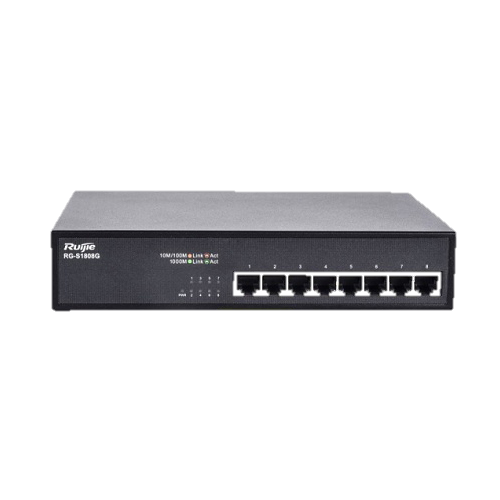 Ruijie
RG-S1808G
10M/100M Link Act
1000M Link Act
1 2 3 4 5 6 7 8